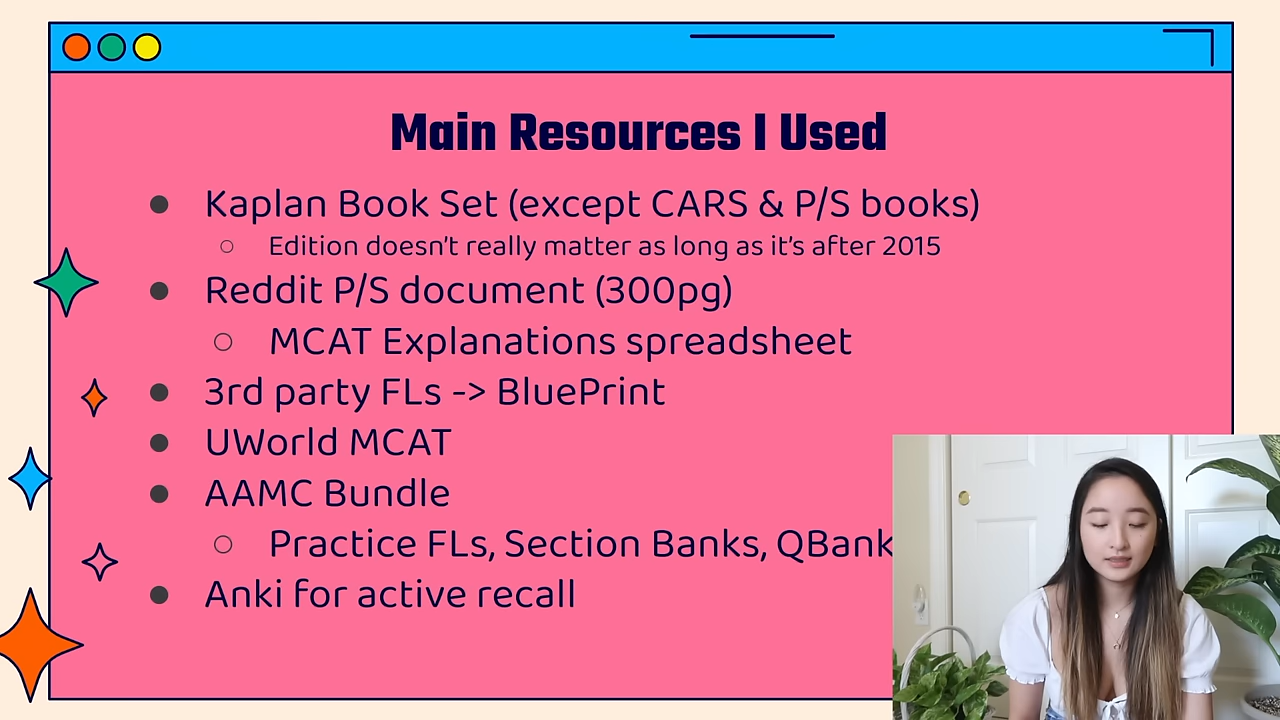 Main Resources I Used
Kaplan Book Set (except CARS & P/S books)
Edition doesn't really matter as long as it's after 2015
Reddit P/S document (300pg)
MCAT Explanations spreadsheet
3rd party FLs -> BluePrint
UWorld MCAT
AAMC Bundle
Practice FLs, Section Banks, QBank
Anki for active recall